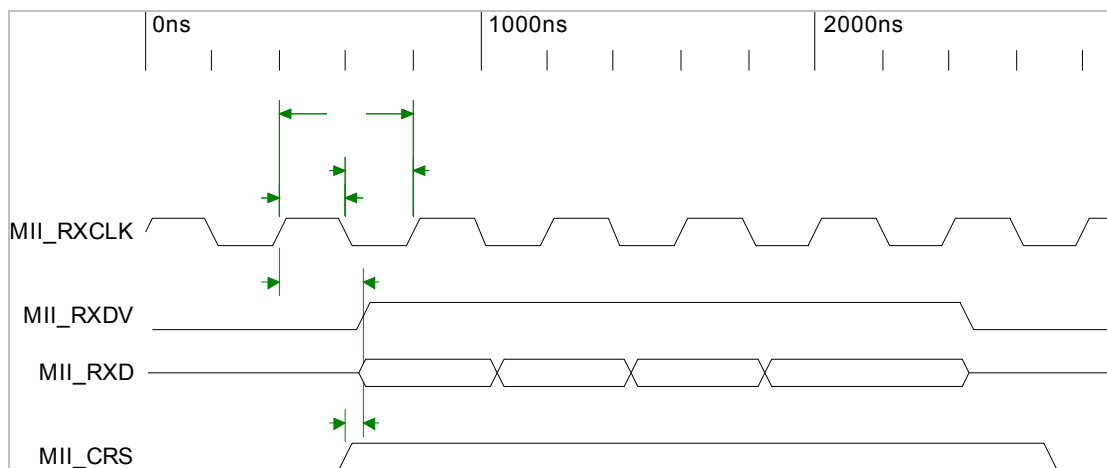 0ns 1000ns 2000ns
MII_RXCLK
MII_RXDV
MII_RXD
MII_CRS